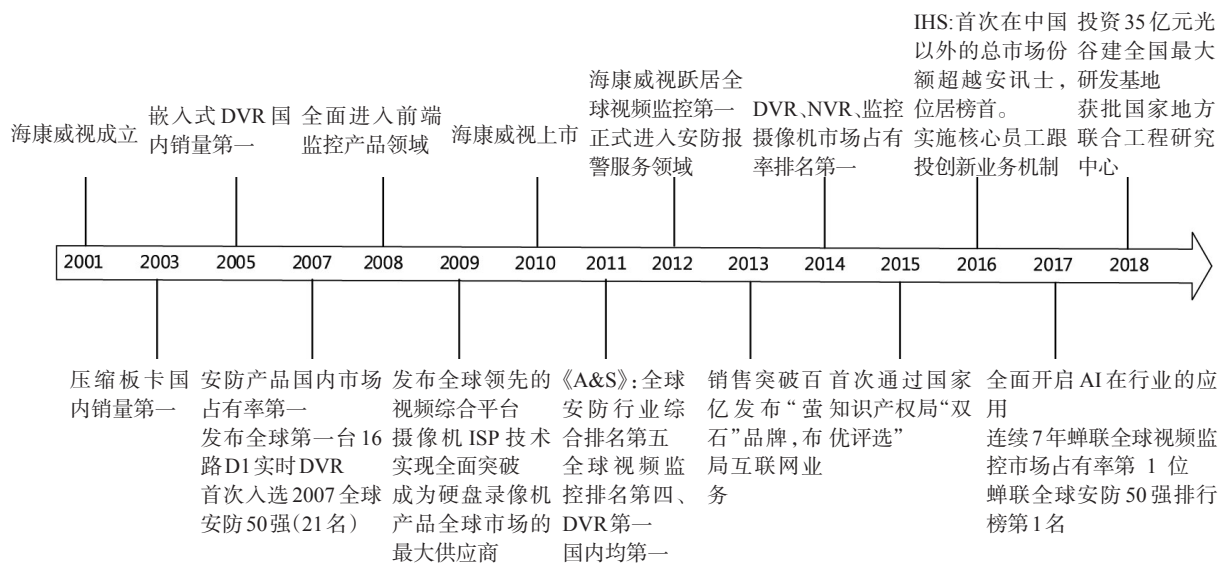 海康威视成立
嵌入式DVR国
内销量第一
全面进入前端
监控产品领域
海康威视上市
海康威视跃居全
球视频监控第一
正式进入安防报
警服务领域
DVR、NVR、监控
摄像机市场占有
率排名第一
IHS:首次在中国
以外的总市场份
额超越安讯士，
位居榜首。
实施核心员工跟
投创新业务机制
投资35亿元光
谷建全国最大
研发基地
获批国家地方
联合工程研究
中心
2001 2003 2005 2007 2008 2009 2010 2011 2012 2013 2014 2015 2016 2017 2018
压缩板卡国
内销量第一
安防产品国内市场
占有率第一
发布全球第一台16
路D1实时DVR
首次入选2007全球
安防50强(21名)
发布全球领先的
视频综合平台
摄像机ISP技术
实现全面突破
成为硬盘录像机
产品全球市场的
最大供应商
《A&S》:全球
安防行业综
合排名第五
全球视频监
控排名第四、
DVR第一
国内均第一
销售突破百
亿发布“萤
石”品牌，布
局互联网业
务
首次通过国家
知识产权局“双
优评选”
全面开启AI在行业的应
用
连续7年蝉联全球视频监
控市场占有率第 1 位
蝉联全球安防50强排行
榜第1名